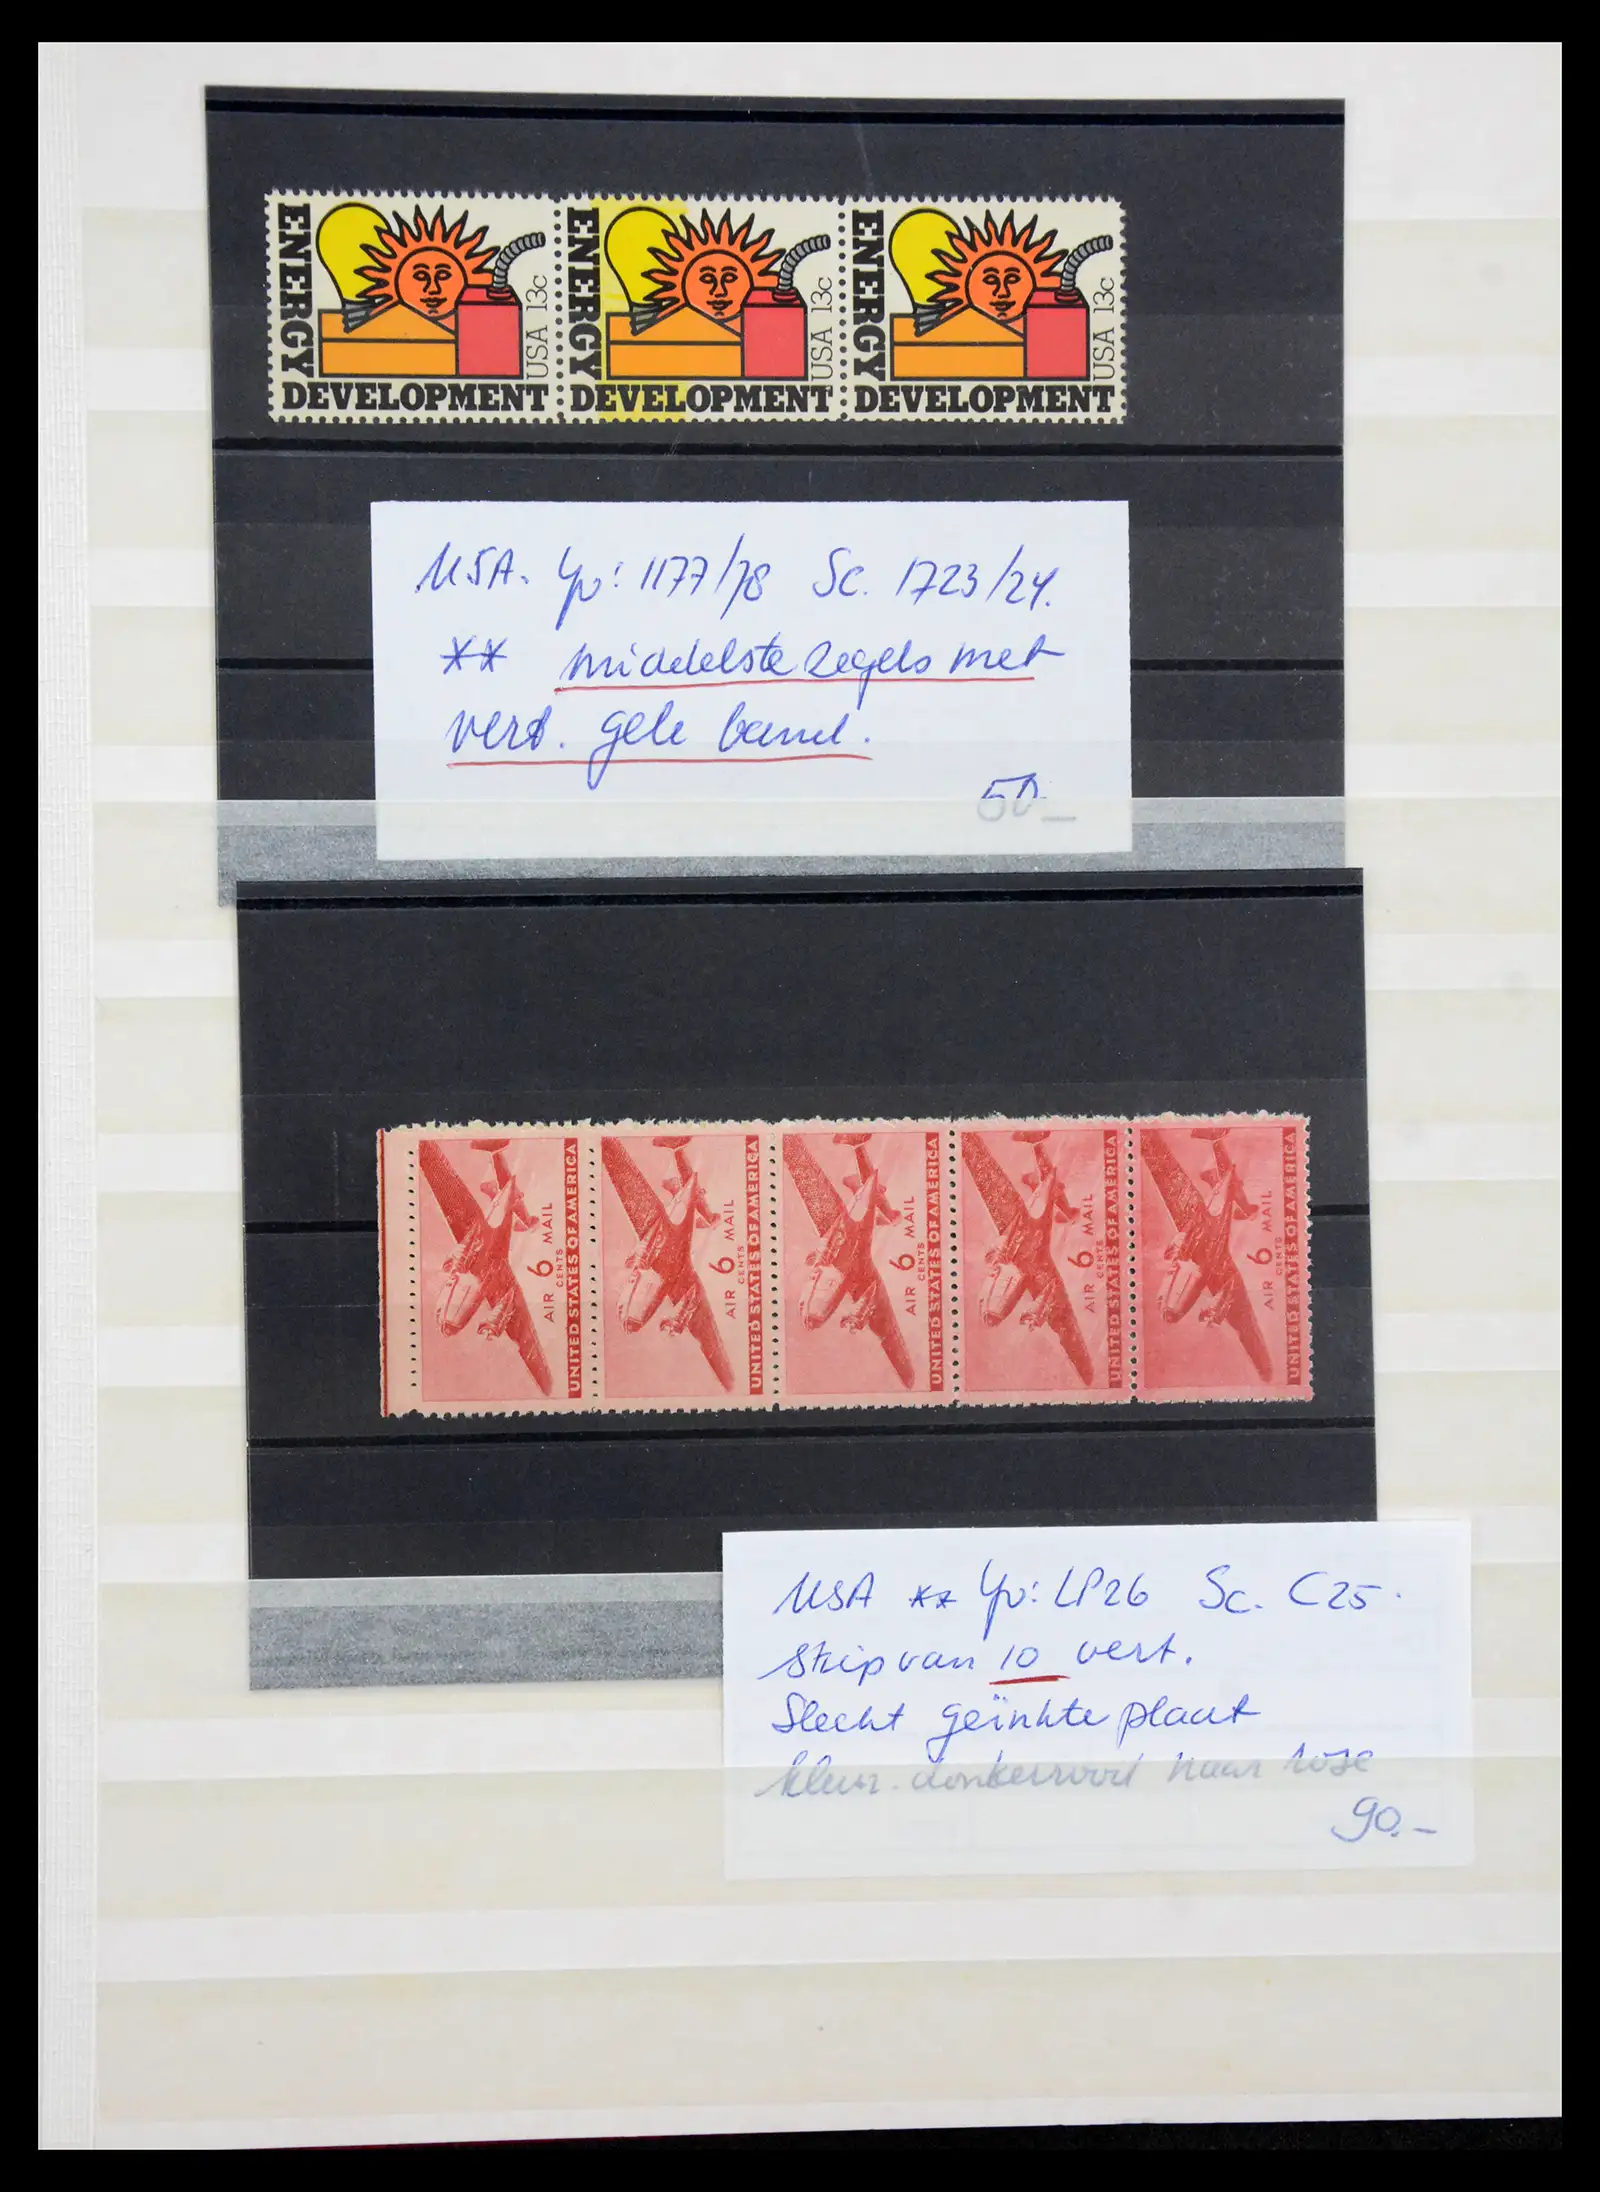 ENERGY DEVELOPMENT USA 13c
ENERGY DEVELOPMENT USA 13c
ENERGY DEVELOPMENT USA 13c
USA. Yv: 1177/78 Sc. 1723/24.
** middelste zegels met
vert. gele band.
50.—
AIR 6 CENTS MAIL UNITED STATES OF AMERICA
AIR 6 CENTS MAIL UNITED STATES OF AMERICA
AIR 6 CENTS MAIL UNITED STATES OF AMERICA
AIR 6 CENTS MAIL UNITED STATES OF AMERICA
AIR 6 CENTS MAIL UNITED STATES OF AMERICA
USA ** Yv: LP26 Sc. C25.
Strip van 10 vert.
Slecht geïnkte plaat
kleur. donkerrood naar rose
90.—